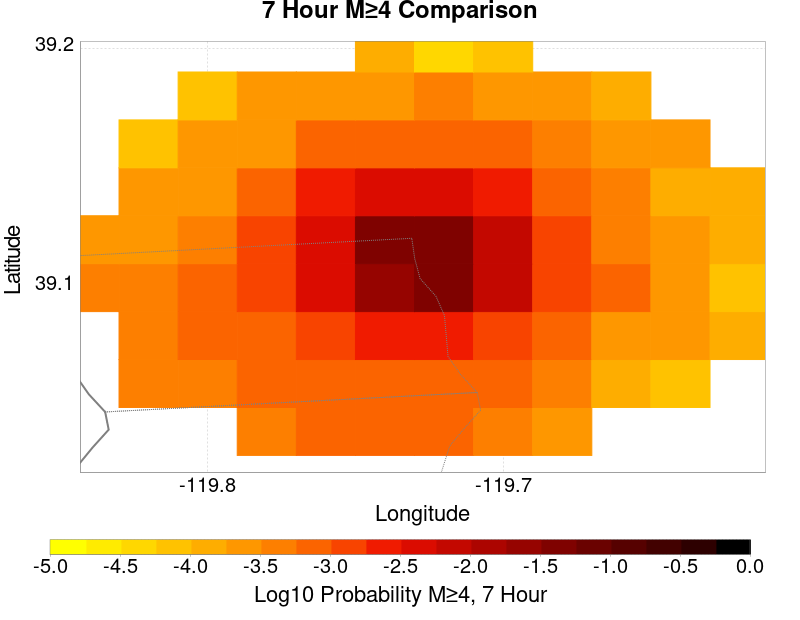 7 Hour M≥4 Comparison
39.2
39.1
Latitude
-119.8 -119.7
Longitude
-5.0 -4.5 -4.0 -3.5 -3.0 -2.5 -2.0 -1.5 -1.0 -0.5 0.0
Log10 Probability M≥4, 7 Hour